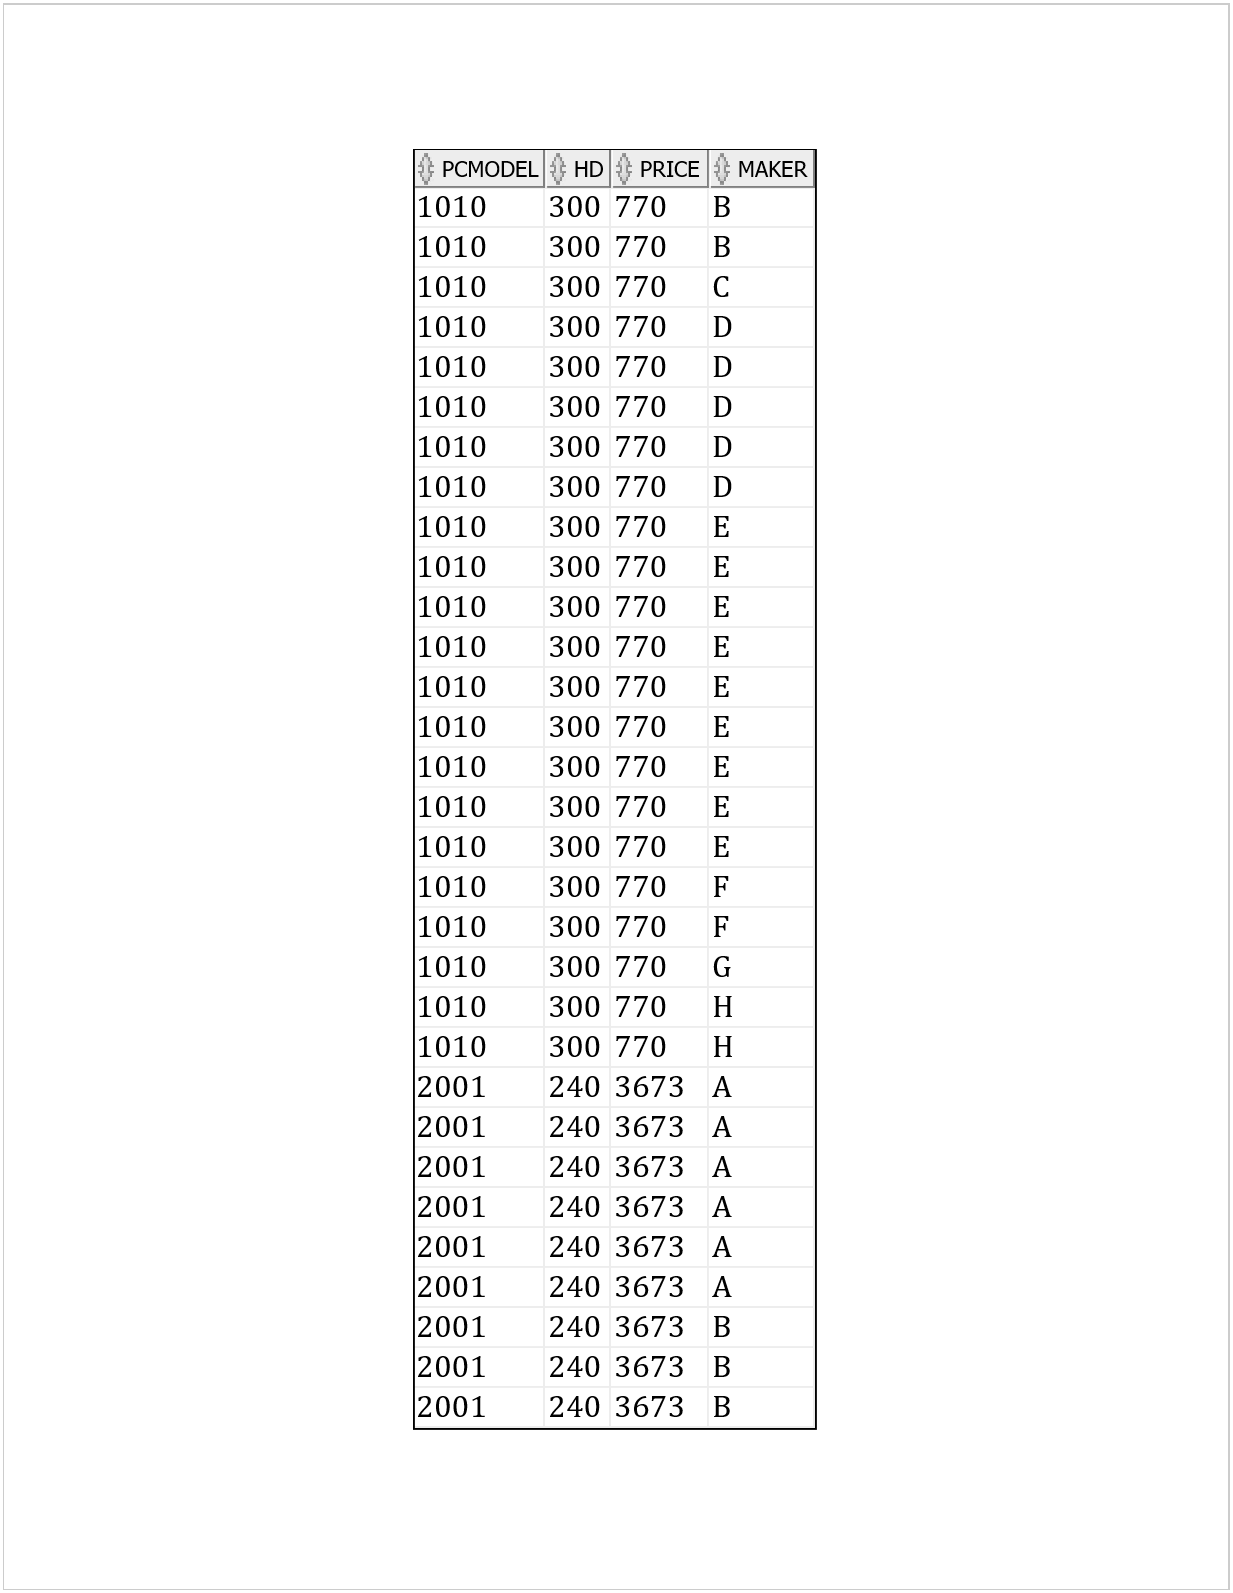 PCMODEL HD PRICE MAKER
1010 300 770 B
1010 300 770 B
1010 300 770 C
1010 300 770 D
1010 300 770 D
1010 300 770 D
1010 300 770 D
1010 300 770 D
1010 300 770 E
1010 300 770 E
1010 300 770 E
1010 300 770 E
1010 300 770 E
1010 300 770 E
1010 300 770 E
1010 300 770 E
1010 300 770 E
1010 300 770 F
1010 300 770 F
1010 300 770 G
1010 300 770 H
1010 300 770 H
2001 240 3673 A
2001 240 3673 A
2001 240 3673 A
2001 240 3673 A
2001 240 3673 A
2001 240 3673 A
2001 240 3673 B
2001 240 3673 B
2001 240 3673 B